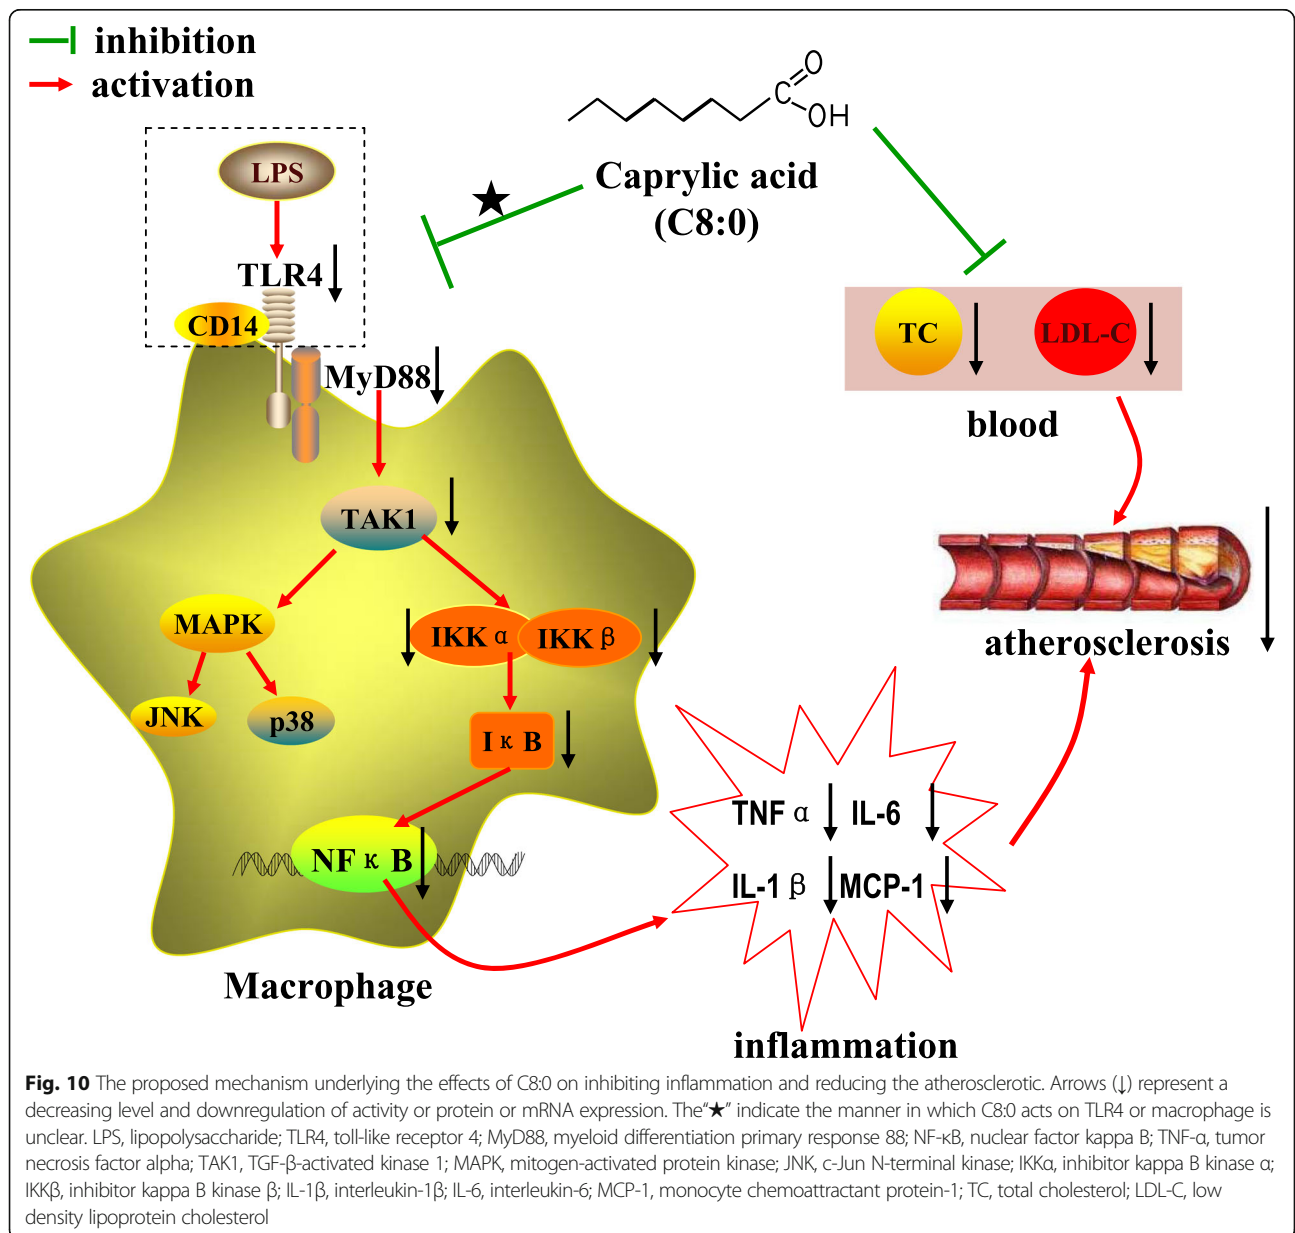 inhibition
activation
O
C
OH
Caprylic acid
(C8:0)
★
LPS
TLR4 ↓
CD14
MyD88 ↓
TC ↓ LDL-C ↓
blood
TAK1 ↓
MAPK
↓ IKK α IKK β ↓
JNK p38
I κ B ↓
NF κ B ↓
Macrophage
atherosclerosis ↓
TNF α ↓ IL-6 ↓
IL-1 β ↓ MCP-1 ↓
inflammation
Fig. 10 The proposed mechanism underlying the effects of C8:0 on inhibiting inflammation and reducing the atherosclerotic. Arrows (↓) represent a
decreasing level and downregulation of activity or protein or mRNA expression. The“★” indicate the manner in which C8:0 acts on TLR4 or macrophage is
unclear. LPS, lipopolysaccharide; TLR4, toll-like receptor 4; MyD88, myeloid differentiation primary response 88; NF-κB, nuclear factor kappa B; TNF-α, tumor
necrosis factor alpha; TAK1, TGF-β-activated kinase 1; MAPK, mitogen-activated protein kinase; JNK, c-Jun N-terminal kinase; IKKα, inhibitor kappa B kinase α;
IKKβ, inhibitor kappa B kinase β; IL-1β, interleukin-1β; IL-6, interleukin-6; MCP-1, monocyte chemoattractant protein-1; TC, total cholesterol; LDL-C, low
density lipoprotein cholesterol